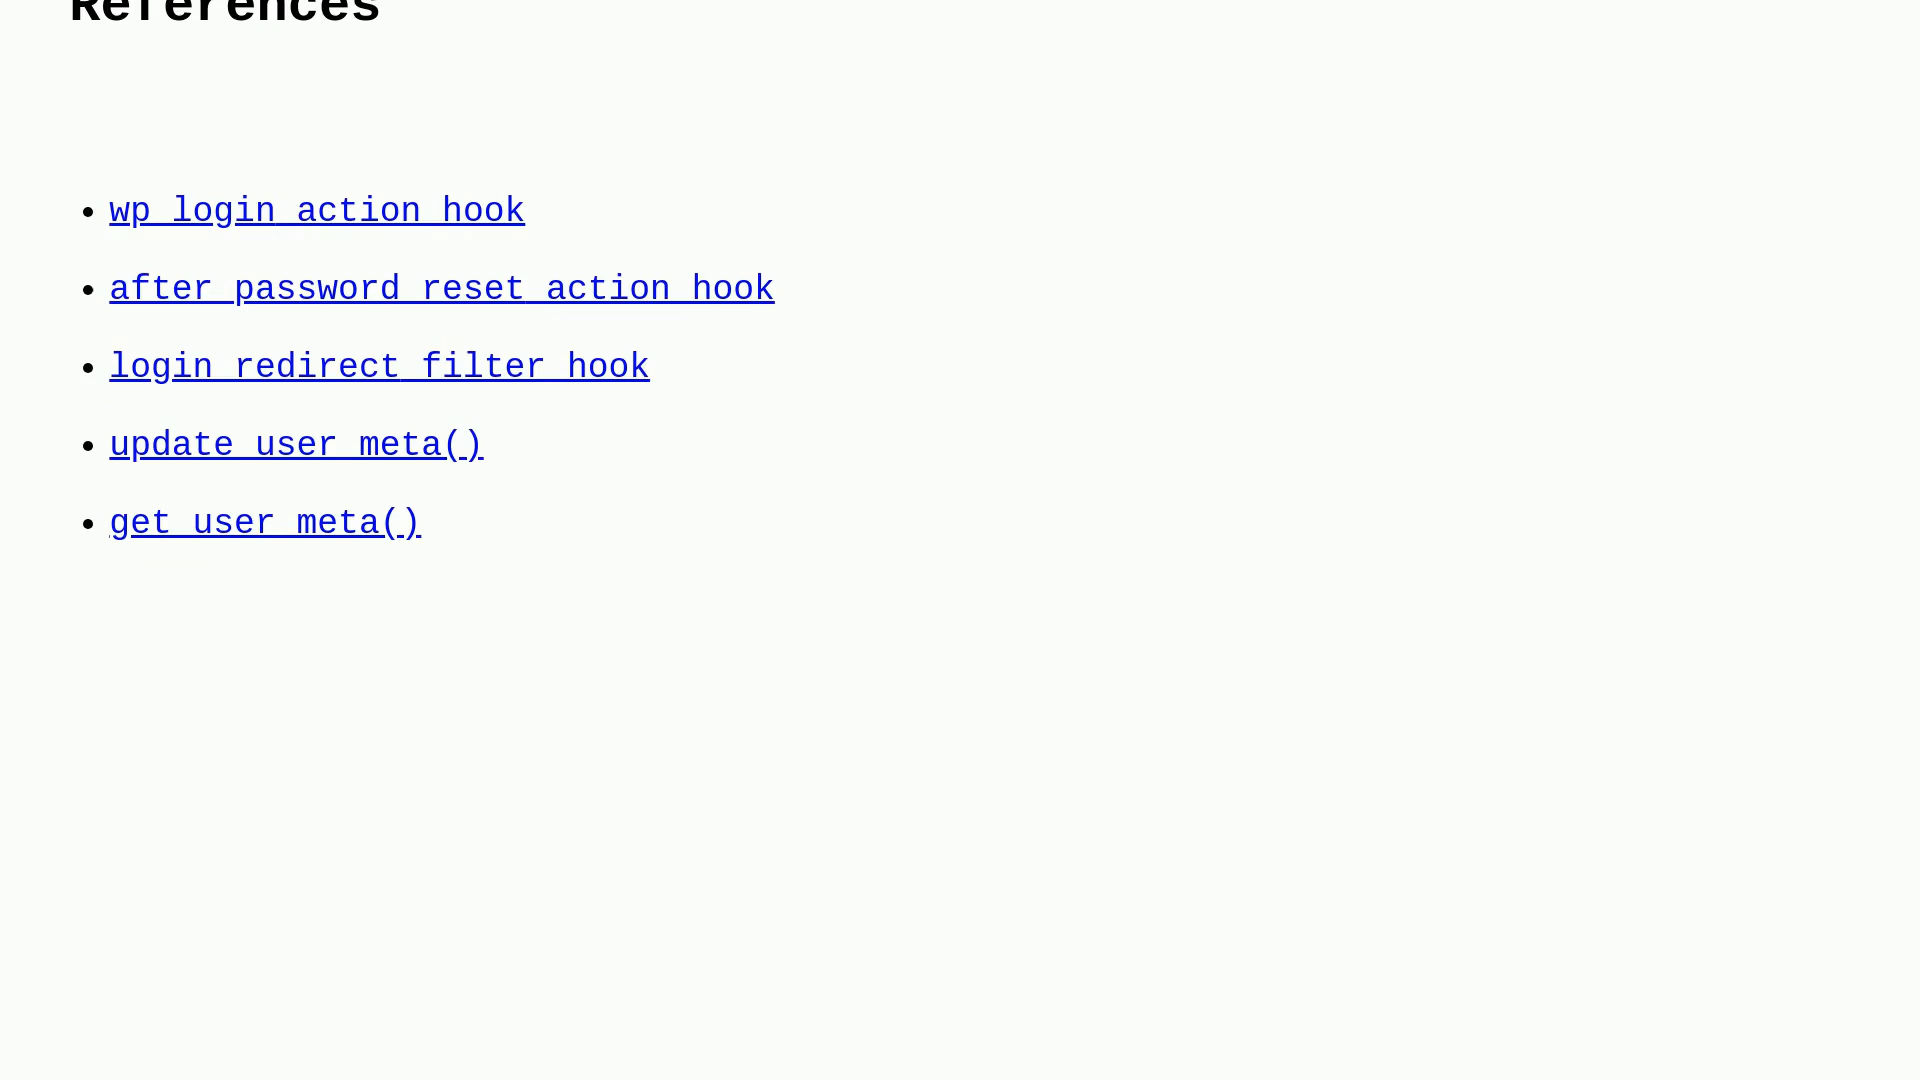 References
wp_login action hook
after_password_reset action hook
login_redirect filter hook
update_user_meta()
get_user_meta()